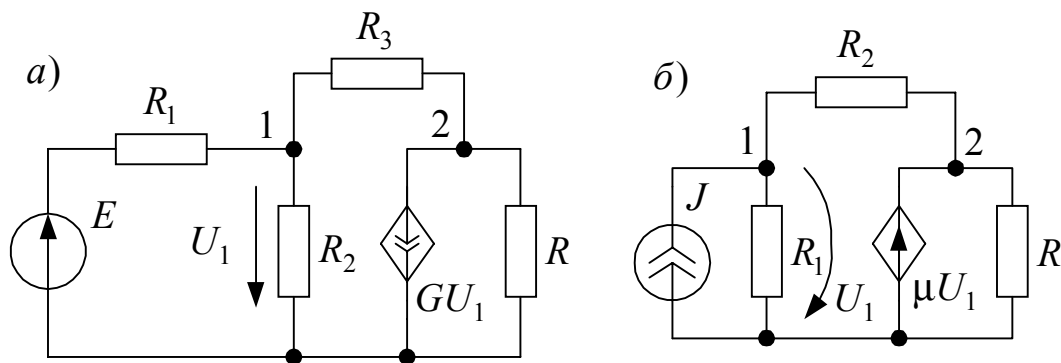 а)
R₁
1
R₃
2
E
U₁
R₂
GU₁
R
б)
R₂
1
2
J
R₁
U₁
μU₁
R